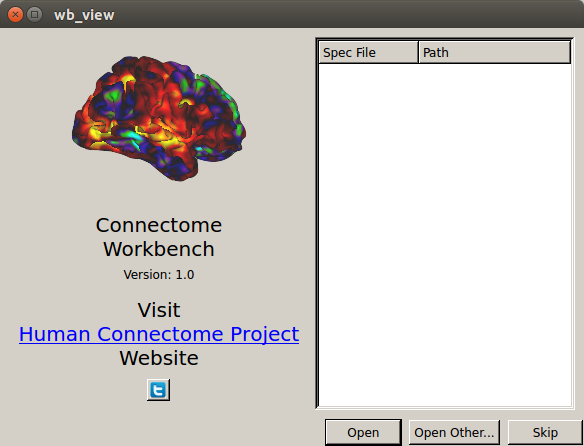 wb_view
Spec File Path
Connectome
Workbench
Version: 1.0
Visit
Human Connectome Project
Website
Open Open Other... Skip